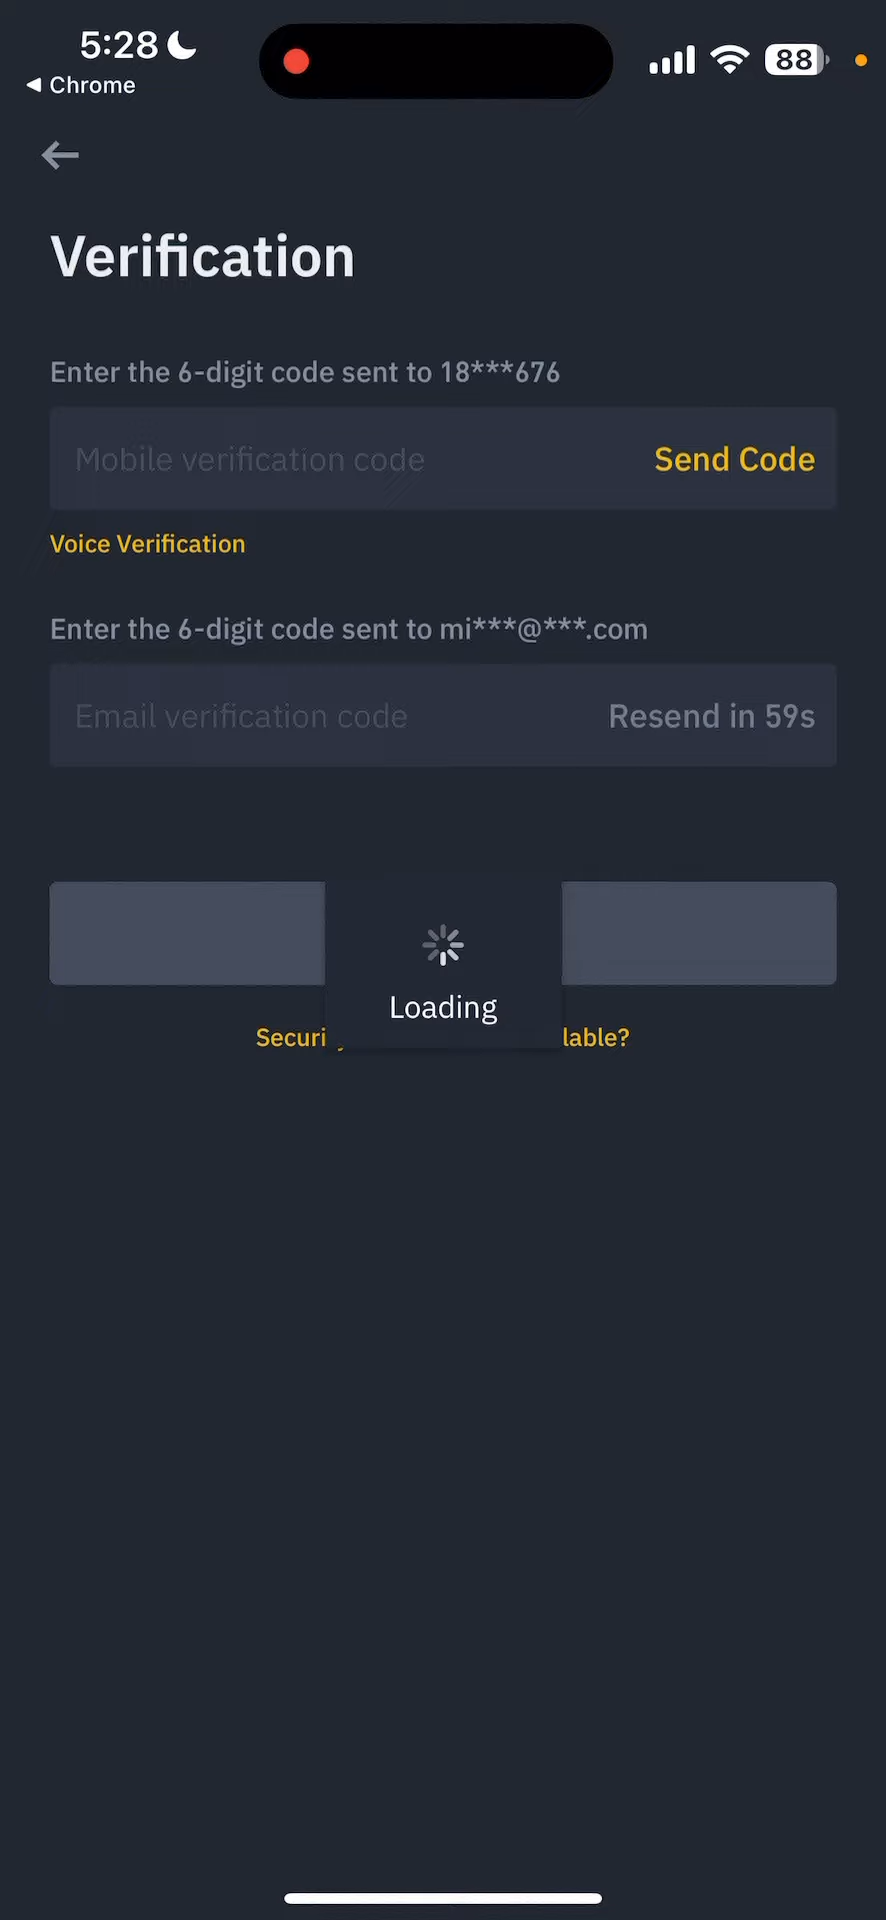 5:28
88
◀ Chrome
Verification
Enter the 6-digit code sent to 18***676
Mobile verification code
Send Code
Voice Verification
Enter the 6-digit code sent to mi***@***.com
Email verification code
Resend in 59s
Loading
Securi lable?